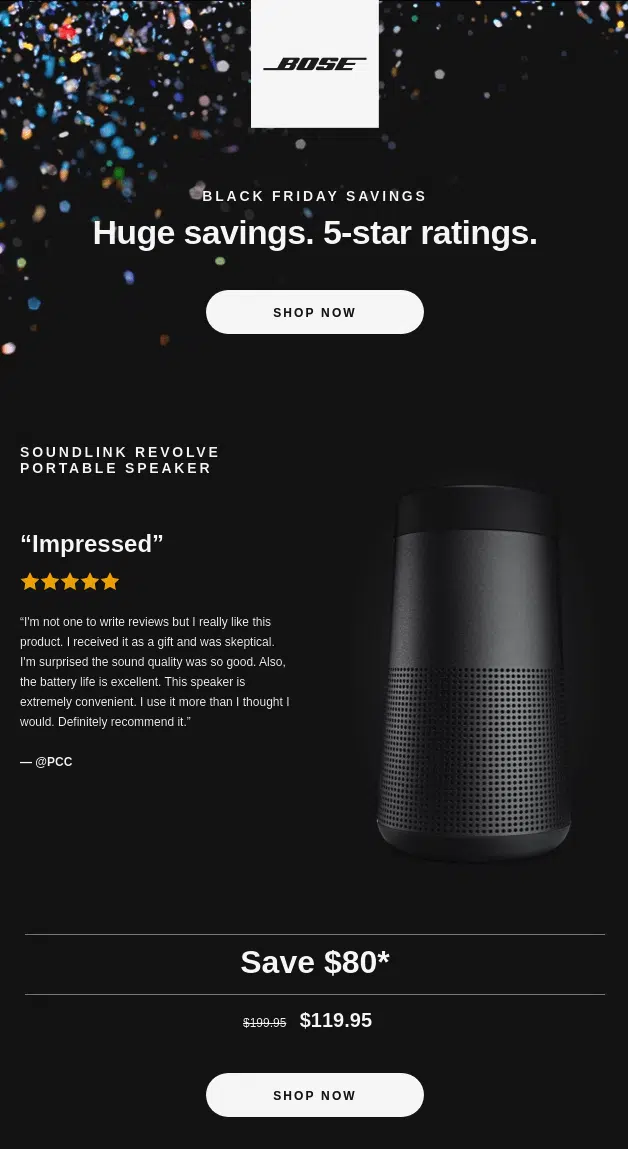 BOSE
BLACK FRIDAY SAVINGS
Huge savings. 5-star ratings.
SHOP NOW
SOUNDLINK REVOLVE
PORTABLE SPEAKER
“Impressed”
“I'm not one to write reviews but I really like this
product. I received it as a gift and was skeptical.
I'm surprised the sound quality was so good. Also,
the battery life is excellent. This speaker is
extremely convenient. I use it more than I thought I
would. Definitely recommend it.”
— @PCC
Save $80*
$199.95 $119.95
SHOP NOW